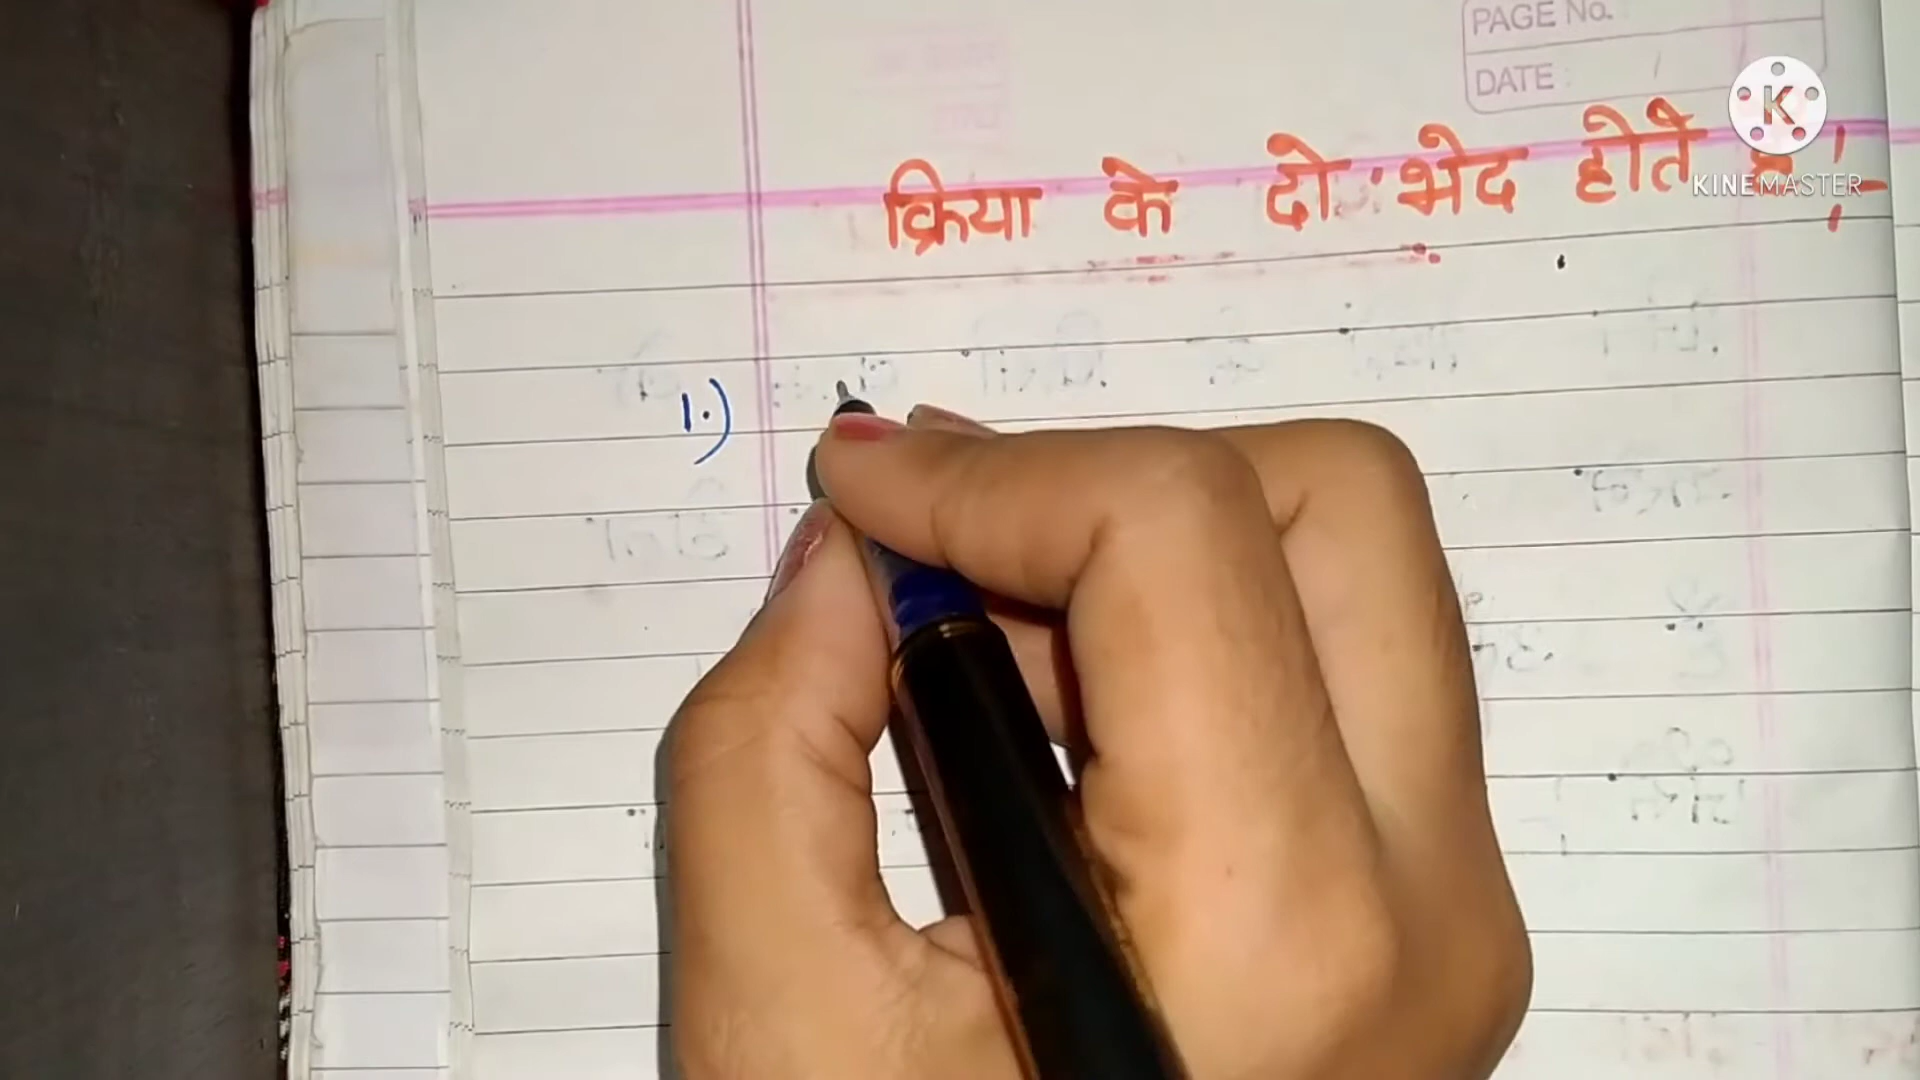 PAGE No.
DATE :
K
KINEMASTER
क्रिया के दो भेद होते है :-
1.)